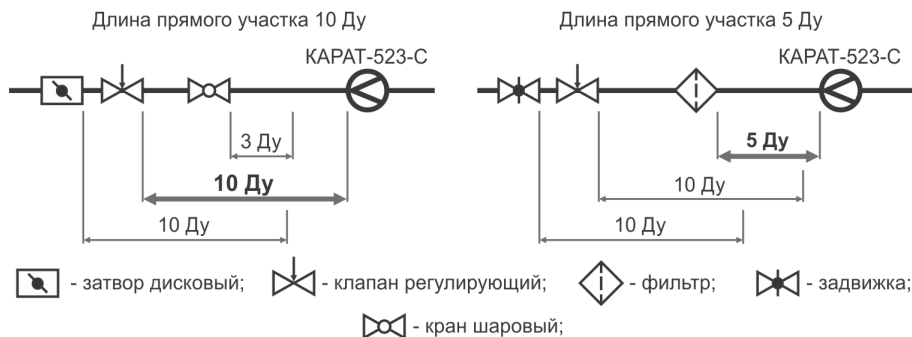 Длина прямого участка 10 Ду
Длина прямого участка 5 Ду
КАРАТ-523-С
КАРАТ-523-С
3 Ду
10 Ду
10 Ду
5 Ду
10 Ду
10 Ду
- затвор дисковый;
- клапан регулирующий;
- фильтр;
- задвижка;
- кран шаровый;